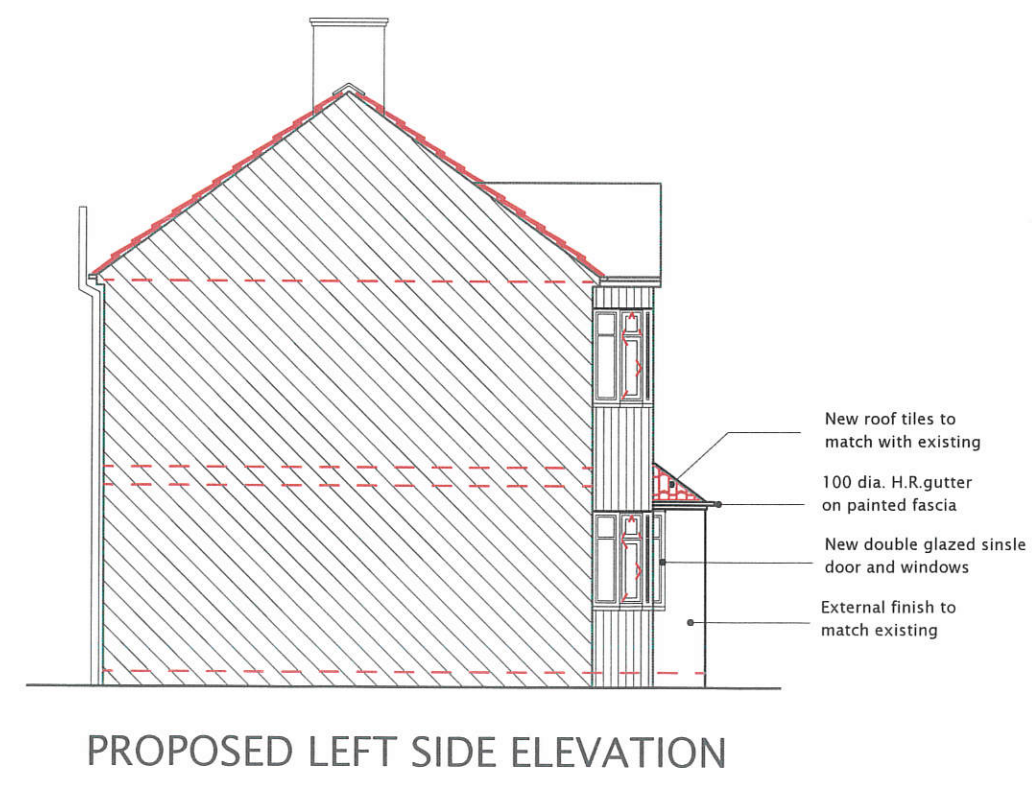 New roof tiles to
match with existing
100 dia. H.R.gutter
on painted fascia
New double glazed sinsle
door and windows
External finish to
match existing
PROPOSED LEFT SIDE ELEVATION